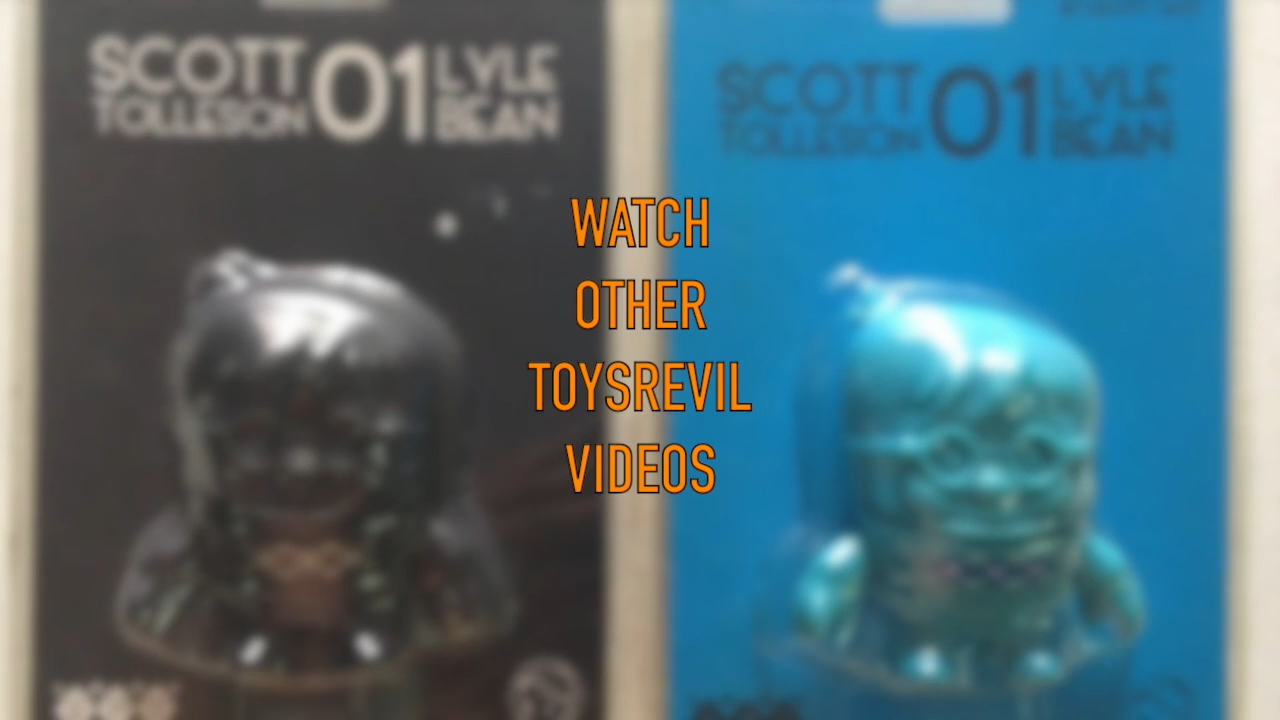 SCOTT
TOLLESON
01
LYLE
BEAN
SCOTT
TOLLESON
01
LYLE
BEAN
WATCH
OTHER
TOYSREVIL
VIDEOS